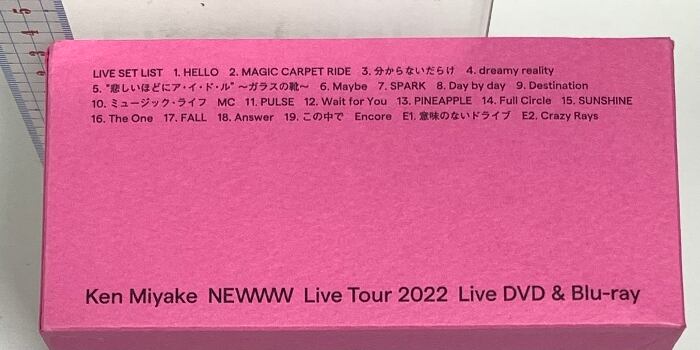 LIVE SET LIST 1. HELLO 2. MAGIC CARPET RIDE 3. 分からないだらけ 4. dreamy reality
5. "悲しいほどにア・イ・ド・ル" ～ガラスの靴～ 6. Maybe 7. SPARK 8. Day by day 9. Destination
10. ミュージック・ライフ MC 11. PULSE 12. Wait for You 13. PINEAPPLE 14. Full Circle 15. SUNSHINE
16. The One 17. FALL 18. Answer 19. この中で Encore E1. 意味のないドライブ E2. Crazy Rays
Ken Miyake NEWWW Live Tour 2022 Live DVD & Blu-ray